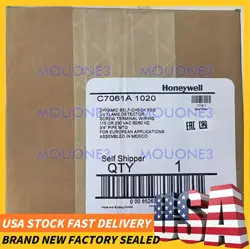 MOUONE3
Honeywell
C7061A 1020
DYNAMIC SELF-CHECK
UV FLAME DETECTOR
SCREW TERMINAL WIRING
MOUONE3
3/4" PIPE MTG
FOR EUROPEAN APPLICATIONS
ASSEMBLED IN MEXICO
Self Shipper
QTY 1
MOUONE3
USA
USA STOCK FAST DELIVERY
BRAND NEW FACTORY SEALED